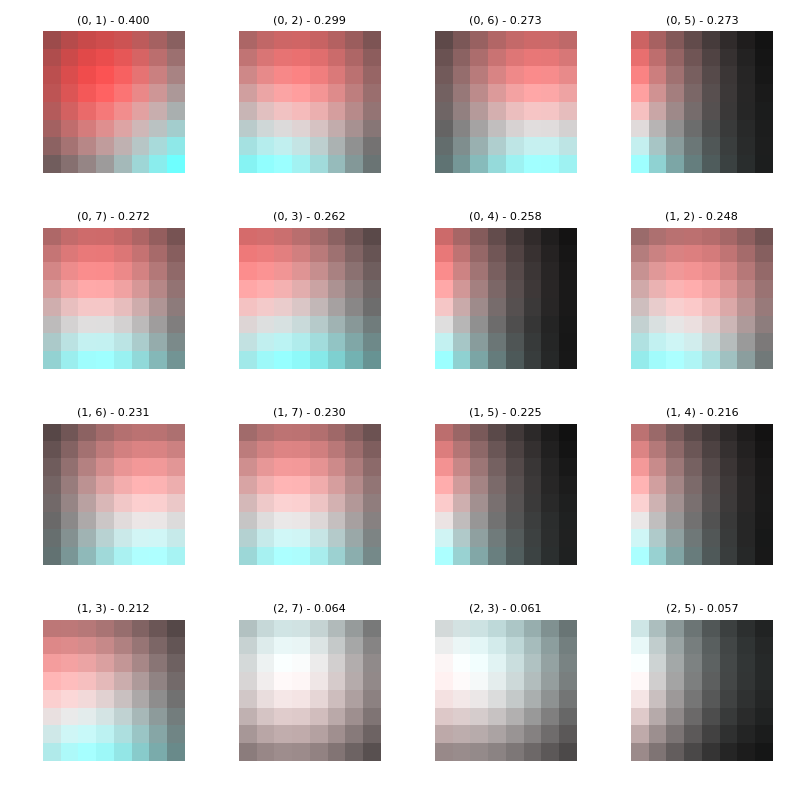 (0, 1) - 0.400
(0, 2) - 0.299
(0, 6) - 0.273
(0, 5) - 0.273
(0, 7) - 0.272
(0, 3) - 0.262
(0, 4) - 0.258
(1, 2) - 0.248
(1, 6) - 0.231
(1, 7) - 0.230
(1, 5) - 0.225
(1, 4) - 0.216
(1, 3) - 0.212
(2, 7) - 0.064
(2, 3) - 0.061
(2, 5) - 0.057